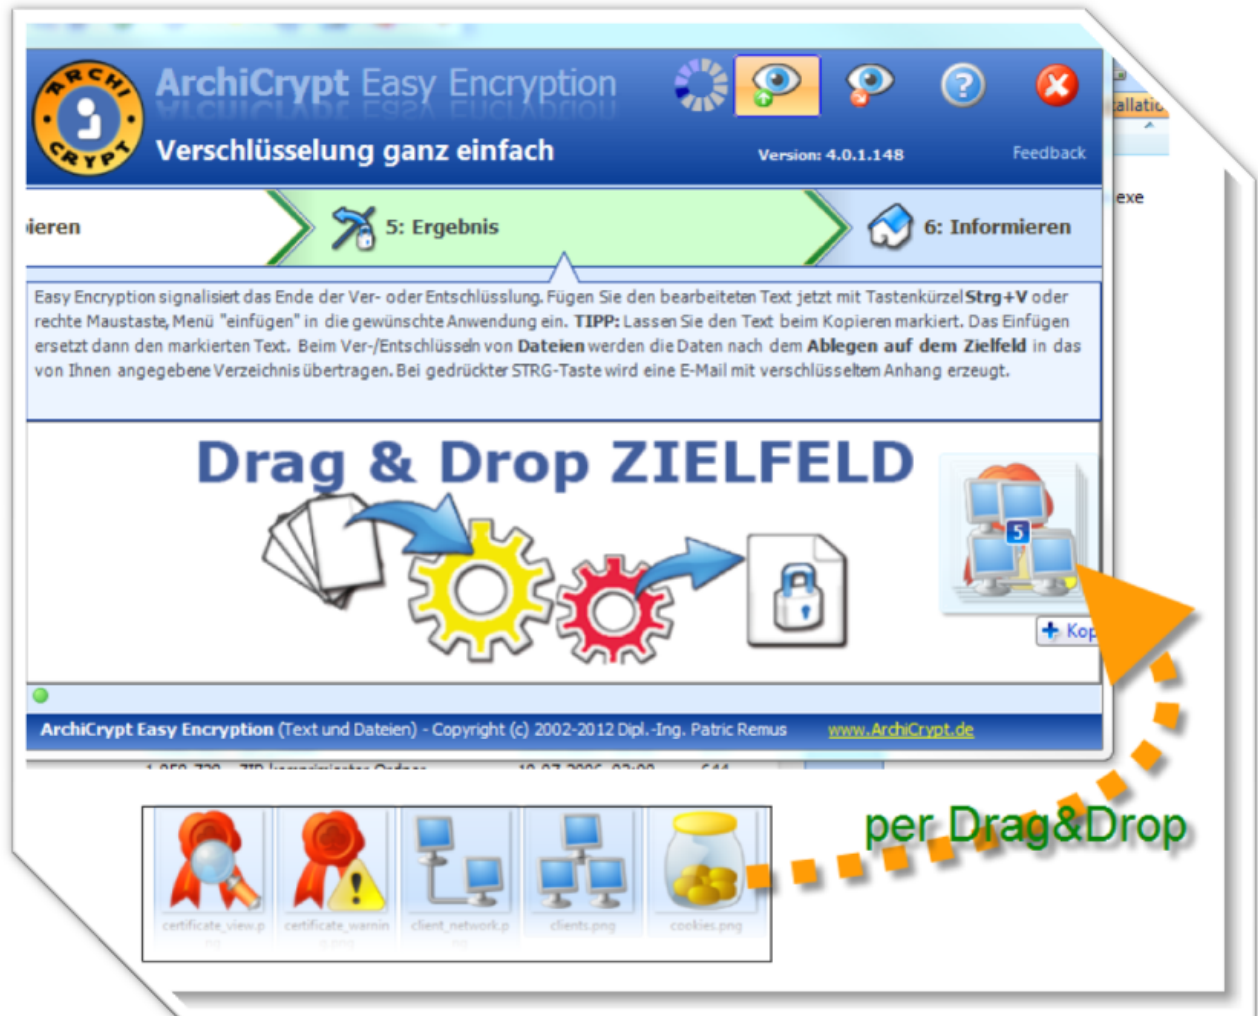 ARCHI
CRYPT
ArchiCrypt Easy Encryption
Verschlüsselung ganz einfach
Version: 4.0.1.148
Feedback
allatio
exe
ieren
5: Ergebnis
6: Informieren
Easy Encryption signalisiert das Ende der Ver- oder Entschlüsslung. Fügen Sie den bearbeiteten Text jetzt mit Tastenkürzel Strg+V oder
rechte Maustaste, Menü "einfügen" in die gewünschte Anwendung ein. TIPP: Lassen Sie den Text beim Kopieren markiert. Das Einfügen
ersetzt dann den markierten Text. Beim Ver-/Entschlüsseln von Dateien werden die Daten nach dem Ablegen auf dem Zielfeld in das
von Ihnen angegebene Verzeichnis übertragen. Bei gedrückter STRG-Taste wird eine E-Mail mit verschlüsseltem Anhang erzeugt.
Drag & Drop ZIELFELD
5
Kop
ArchiCrypt Easy Encryption (Text und Dateien) - Copyright (c) 2002-2012 Dipl.-Ing. Patric Remus www.ArchiCrypt.de
per Drag&Drop
certificate_view.p
certificate_warnin
client_network.p
clients.png
cookies.png